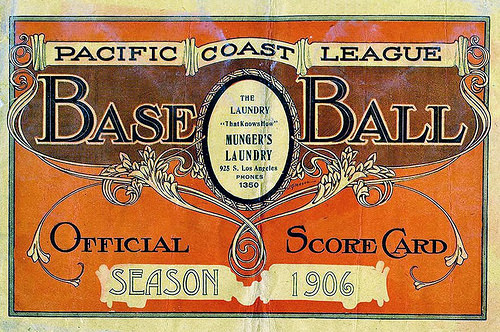 PACIFIC COAST LEAGUE
BASE BALL
THE
LAUNDRY
"That Knows How"
MUNGER'S
LAUNDRY
925 S. Los Angeles
PHONES
1350
OFFICIAL SCORE CARD
SEASON 1906